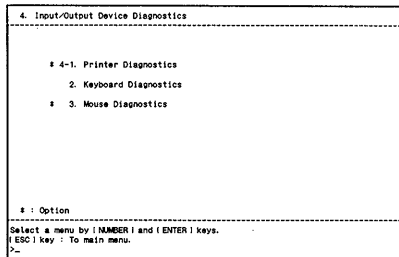 4. Input/Output Device Diagnostics
* 4-1. Printer Diagnostics
2. Keyboard Diagnostics
* 3. Mouse Diagnostics
* : Option
Select a menu by [NUMBER] and [ENTER] keys.
[ESC] key : To main menu.
>_